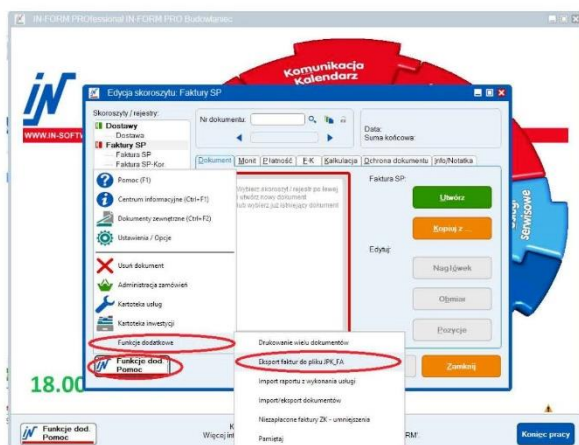 IN-FORM PROfessional IN-FORM PRO Budowlaniec
Komunikacja
Kalendarz
iN
WWW.IN-SOFTW
Edycja skoroszytu: Faktury SP
Skoroszyty / rejestry:
Dostawy
Dostawa
Faktury SP
Faktura SP
Faktura SP-Kor
Nr dokumentu:
Data:
Suma końcowa:
Dokument Monit Płatność F-K Kalkulacja Ochrona dokumentu Info/Notatka
Wybierz skoroszyt i rejestr po lewej
i utwórz nowy dokument
lub wybierz już istniejący dokument
Faktura SP:
Utwórz
Kopiuj z ...
Edytuj:
Nagłówek
Obmiar
Pozycje
Zamknij
Usługi
serwisowe
Pomoc (F1)
Centrum informacyjne (Ctrl+F1)
Dokumenty zewnętrzne (Ctrl+F2)
Ustawienia / Opcje
Usuń dokument
Administracja zamówień
Kartoteka usług
Kartoteka inwestycji
Funkcje dodatkowe
Funkcje dod.
Pomoc
Drukowanie wielu dokumentów
Eksport faktur do pliku JPK_FA
Import raportu z wykonania usługi
Import/eksport dokumentów
Niezapłacone faktury ZK - umniejszenia
Pamiętaj
18.00
Funkcje dod.
Pomoc
Więcej in
RM'.
Koniec pracy